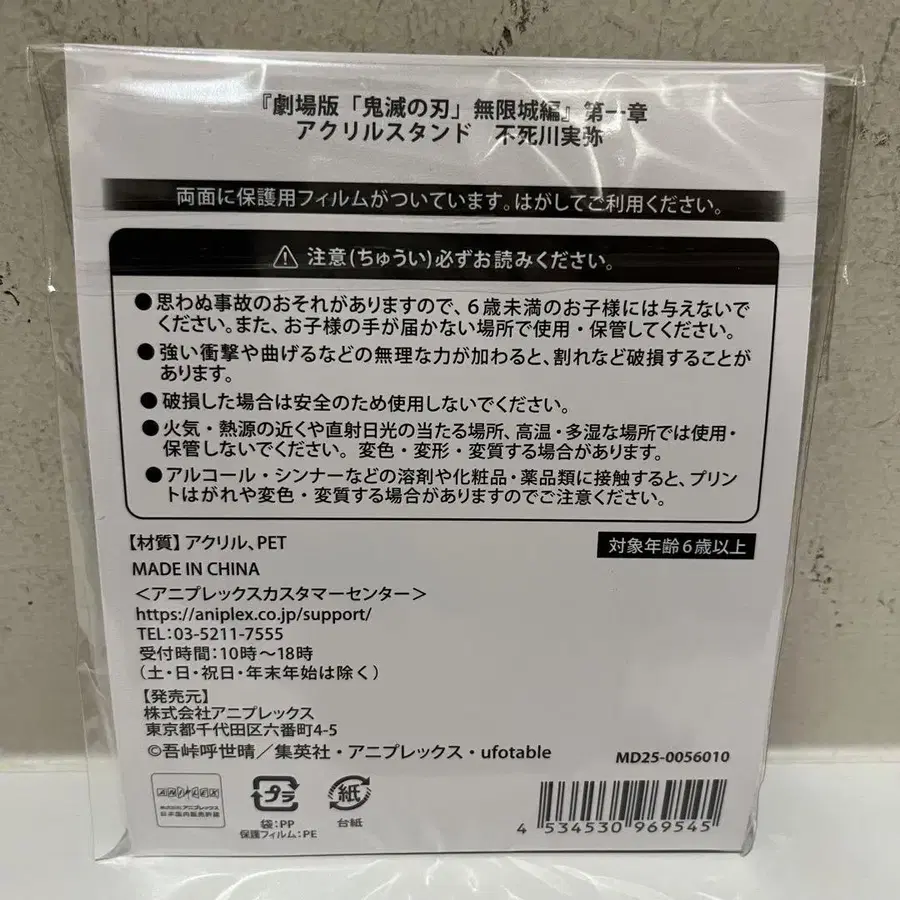 『劇場版「鬼滅の刃」無限城編』第一章
アクリルスタンド　不死川実弥
両面に保護用フィルムがついています。はがしてご利用ください。
注意(ちゅうい)必ずお読みください。
●思わぬ事故のおそれがありますので、6歳未満のお子様には与えないで
ください。また、お子様の手が届かない場所で使用・保管してください。
●強い衝撃や曲げるなどの無理な力が加わると、割れなど破損することが
あります。
●破損した場合は安全のため使用しないでください。
●火気・熱源の近くや直射日光の当たる場所、高温・多湿な場所では使用・
保管しないでください。変色・変形・変質する場合があります。
●アルコール・シンナーなどの溶剤や化粧品・薬品類に接触すると、プリン
トはがれや変色・変質する場合がありますのでご注意ください。
【材質】アクリル、PET
対象年齢6歳以上
MADE IN CHINA
＜アニプレックスカスタマーセンター＞
https://aniplex.co.jp/support/
TEL:03-5211-7555
受付時間:10時～18時
(土・日・祝日・年末年始は除く)
【発売元】
株式会社アニプレックス
東京都千代田区六番町4-5
©吾峠呼世晴／集英社・アニプレックス・ufotable
MD25-0056010
ANIPLEX
株式会社アニプレックス
日本国内販売許諾
プラ
袋:PP
保護フィルム:PE
紙
台紙
4 534530 969545